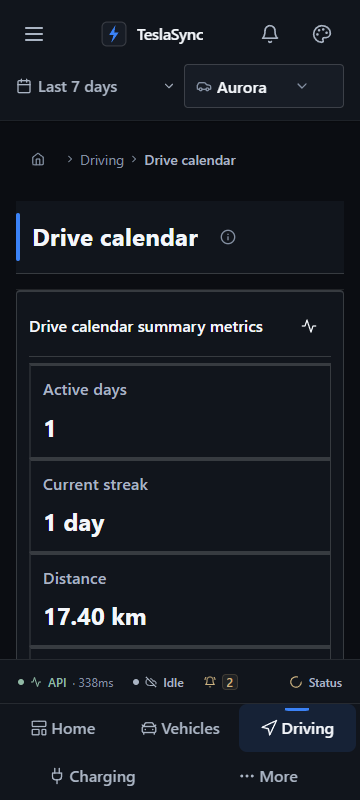 TeslaSync
Last 7 days
Aurora
Driving
Drive calendar
Drive calendar
Drive calendar summary metrics
Active days
1
Current streak
1 day
Distance
17.40 km
API · 338ms
Idle
2
Status
Home
Vehicles
Driving
Charging
More